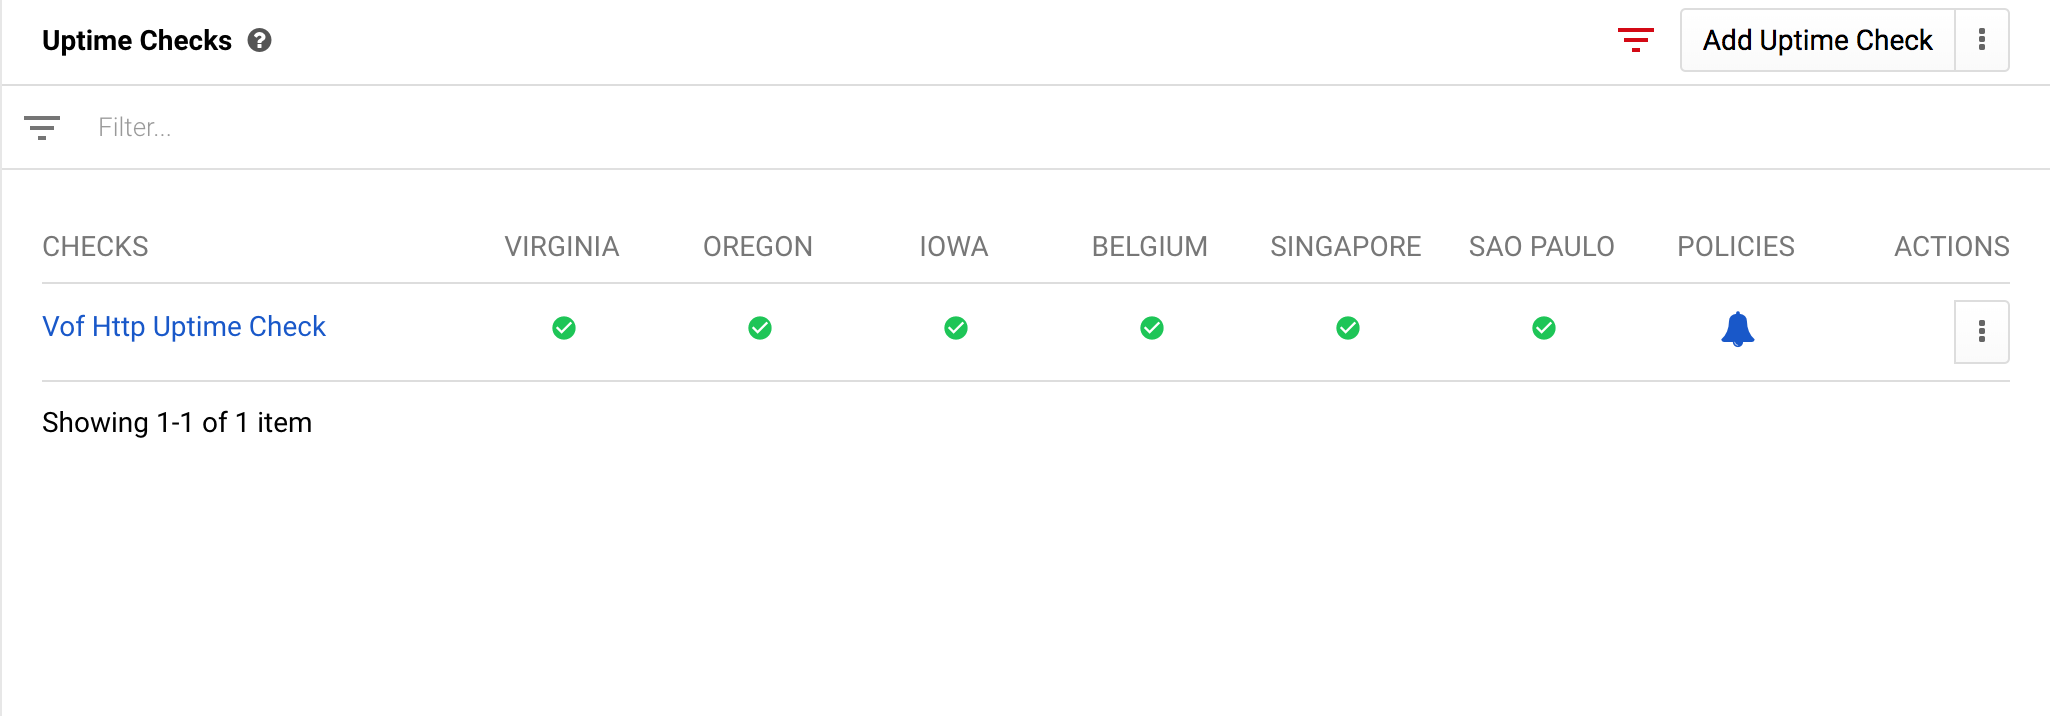 Uptime Checks ?
Add Uptime Check
Filter...
CHECKS VIRGINIA OREGON IOWA BELGIUM SINGAPORE SAO PAULO POLICIES ACTIONS
Vof Http Uptime Check
Showing 1-1 of 1 item